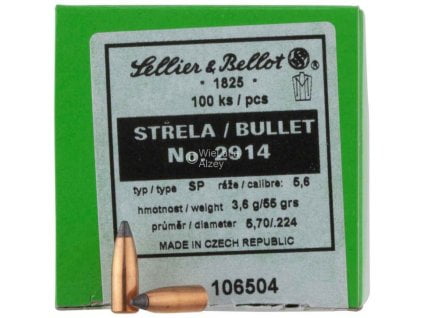 Sellier & Bellot
• 1825 •
100 ks / pcs
STŘELA / BULLET
No. 2914
Alzey
typ / type SP ráže / calibre: 5,6
hmotnost / weight 3,6 g/55 grs
průměr / diameter 5,70/.224
MADE IN CZECH REPUBLIC
106504